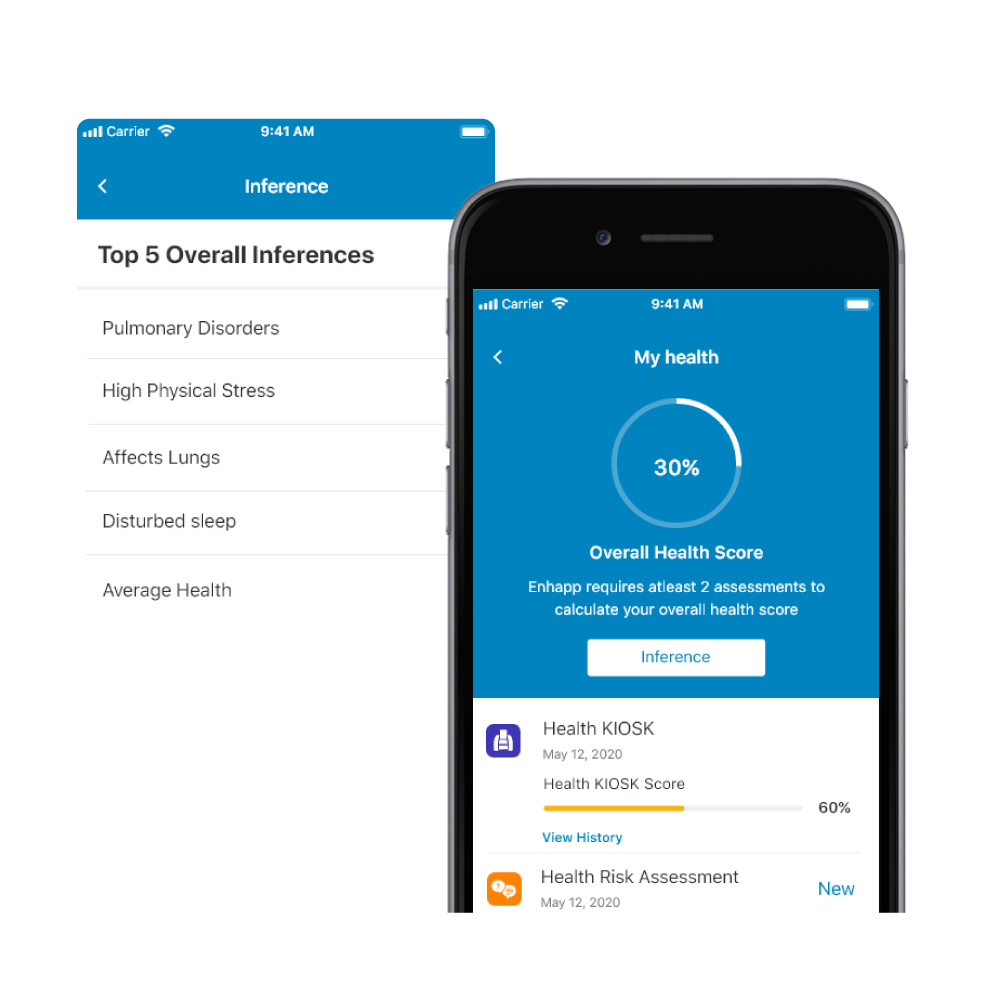 Carrier 9:41 AM
Inference
Top 5 Overall Inferences
Pulmonary Disorders
High Physical Stress
Affects Lungs
Disturbed sleep
Average Health
Carrier 9:41 AM
My health
30%
Overall Health Score
Enhapp requires atleast 2 assessments to
calculate your overall health score
Inference
Health KIOSK
May 12, 2020
Health KIOSK Score
60%
View History
Health Risk Assessment
New
May 12, 2020